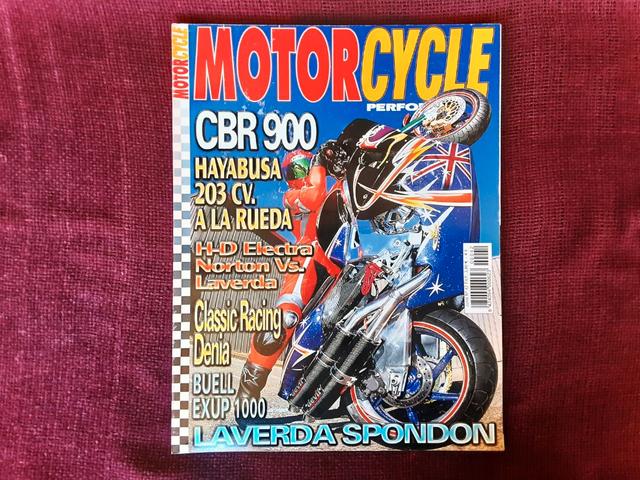 MOTORCYCLE
MOTORCYCLE
CBR 900
HAYABUSA
203 CV.
A LA RUEDA
H-D Electra
Norton Vs.
Laverda
Classic Racing
Denia
BUELL
EXUP 1000
LAVERDA SPONDON